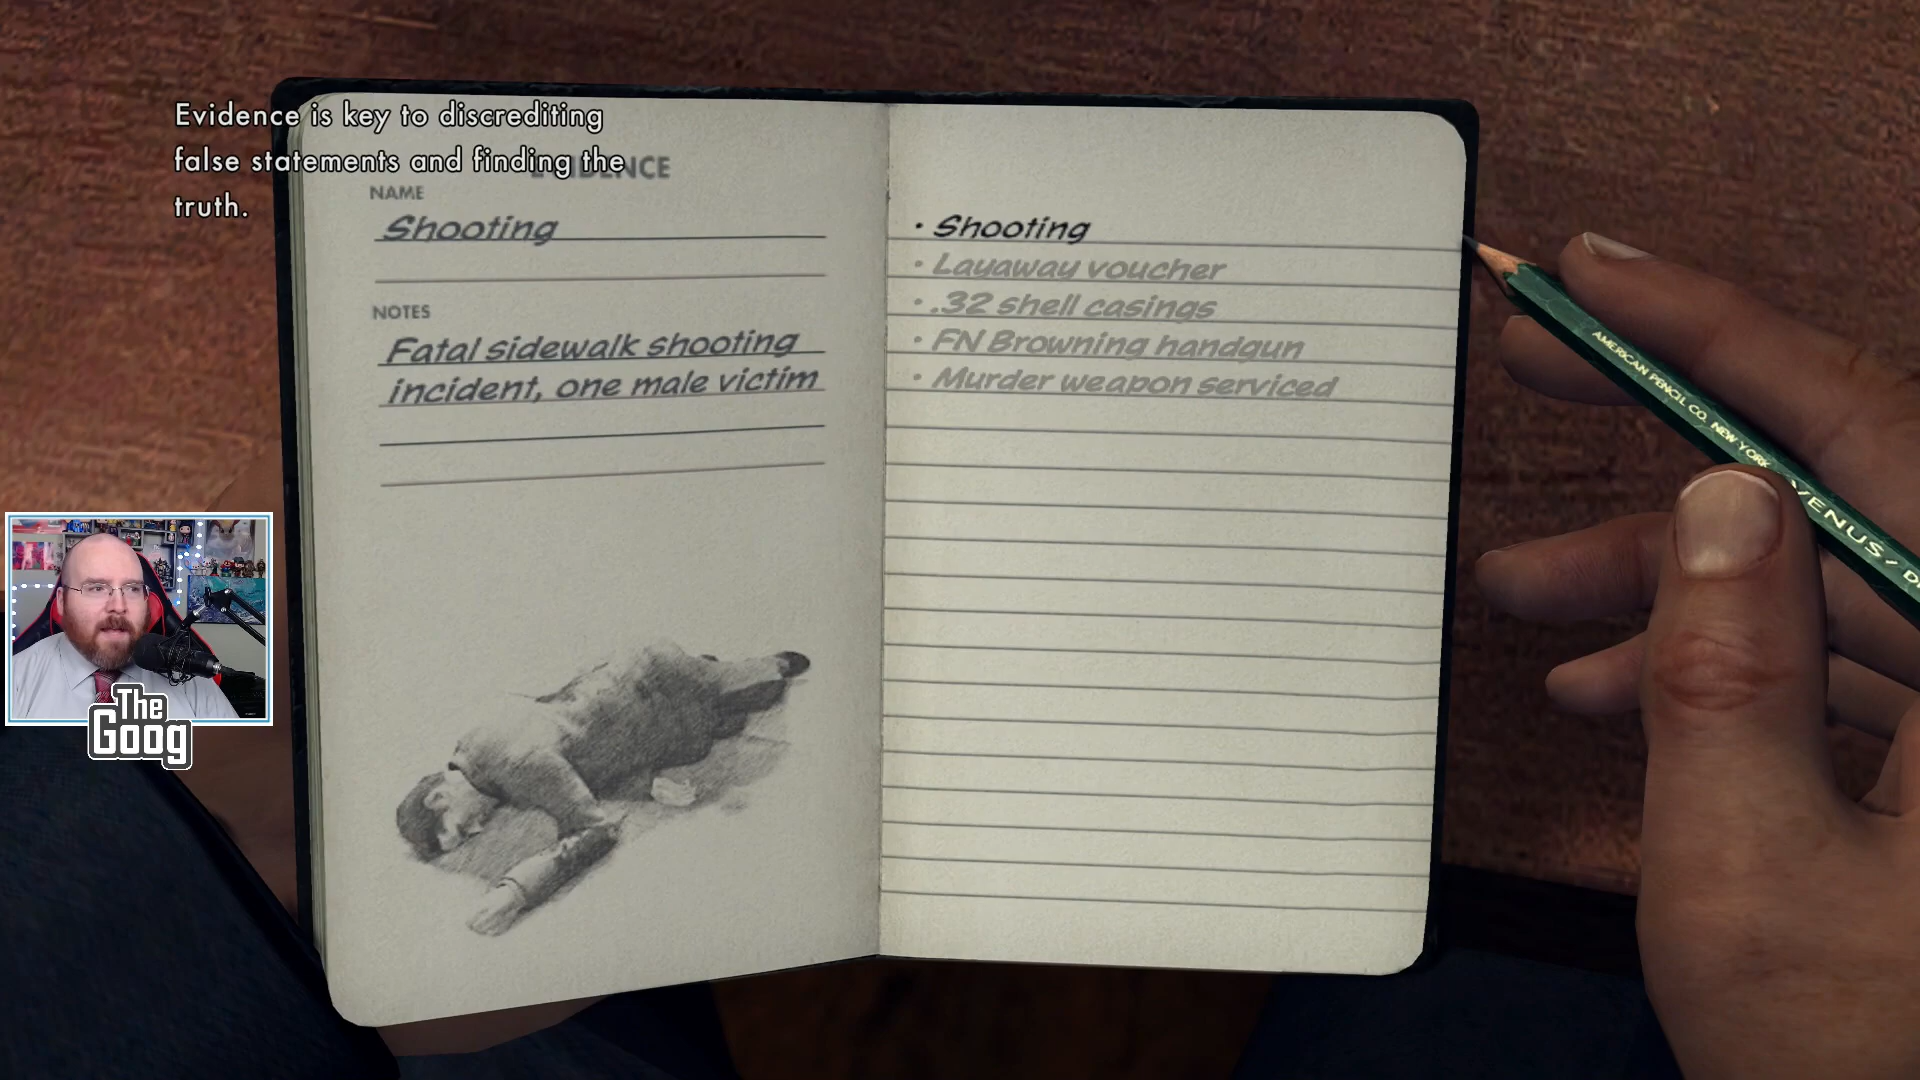 Evidence is key to discrediting
false statements and finding the
truth.
EVIDENCE
NAME
Shooting
NOTES
Fatal sidewalk shooting
incident, one male victim
• Shooting
• Layaway voucher
• .32 shell casings
• FN Browning handgun
• Murder weapon serviced
AMERICAN PENCIL CO. NEW YORK
VENUS
The
Goog